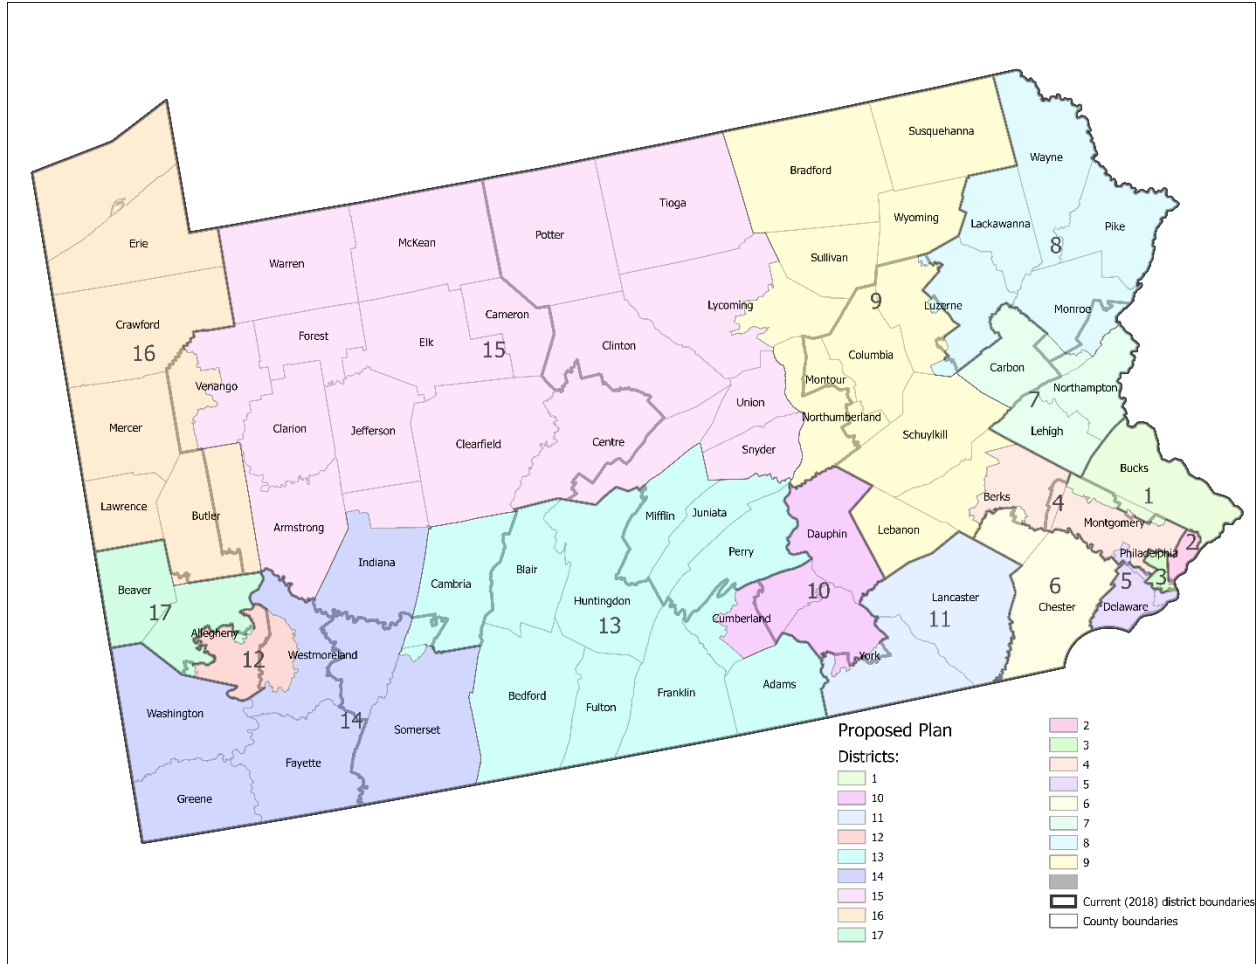 Susquehanna
Bradford
Wayne
Tioga
Wyoming
Lackawanna
Pike
Potter
McKean
Erie
8
Sullivan
Warren
9
Lycoming
Luzerne
Monroe
Cameron
Crawford
Forest
Elk
15
Clinton
16
Columbia
Carbon
Venango
Montour
Northampton
7
Union
Northumberland
Mercer
Clarion
Jefferson
Clearfield
Centre
Schuylkill
Lehigh
Snyder
Bucks
Lawrence
Butler
Armstrong
Mifflin
Juniata
Berks
4
1
Montgomery
Dauphin
Lebanon
Perry
Philadelphia
2
Indiana
Blair
Beaver
Cambria
3
5
6
17
Huntingdon
10
Lancaster
Chester
Delaware
Cumberland
11
13
Allegheny
12
Westmoreland
York
Adams
Bedford
Fulton
Franklin
Washington
14
Somerset
Fayette
Greene
Proposed Plan
Districts:
1
10
11
12
13
14
15
16
17
2
3
4
5
6
7
8
9
Current (2018) district boundaries
County boundaries